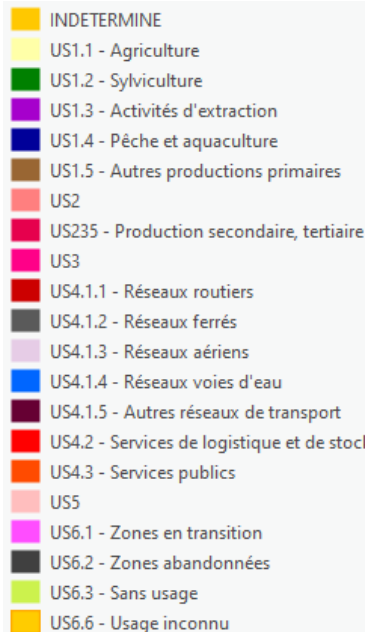 INDETERMINE
US1.1 - Agriculture
US1.2 - Sylviculture
US1.3 - Activités d'extraction
US1.4 - Pêche et aquaculture
US1.5 - Autres productions primaires
US2
US235 - Production secondaire, tertiaire
US3
US4.1.1 - Réseaux routiers
US4.1.2 - Réseaux ferrés
US4.1.3 - Réseaux aériens
US4.1.4 - Réseaux voies d'eau
US4.1.5 - Autres réseaux de transport
US4.2 - Services de logistique et de stoc
US4.3 - Services publics
US5
US6.1 - Zones en transition
US6.2 - Zones abandonnées
US6.3 - Sans usage
US6.6 - Usage inconnu